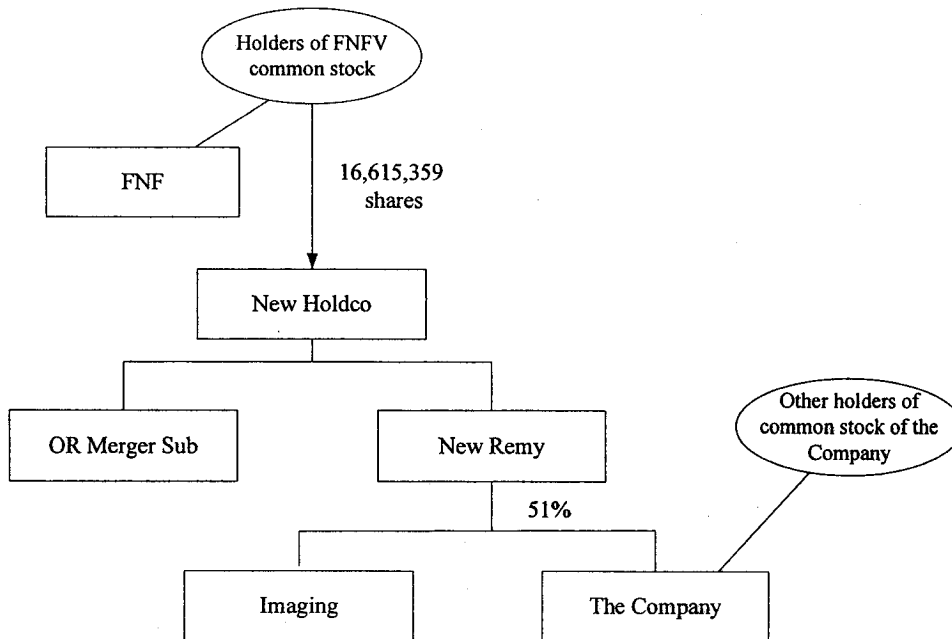 Holders of FNFV
common stock
FNF
16,615,359
shares
New Holdco
OR Merger Sub
New Remy
Other holders of
common stock of the
Company
51%
Imaging
The Company